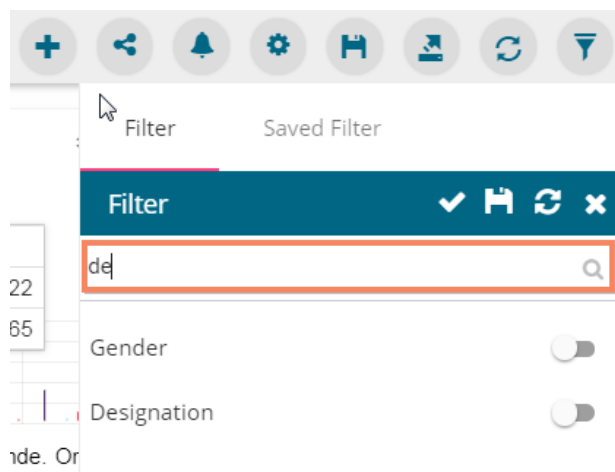 Filter Saved Filter
Filter
de
22
65
Gender
Designation
nde. Or